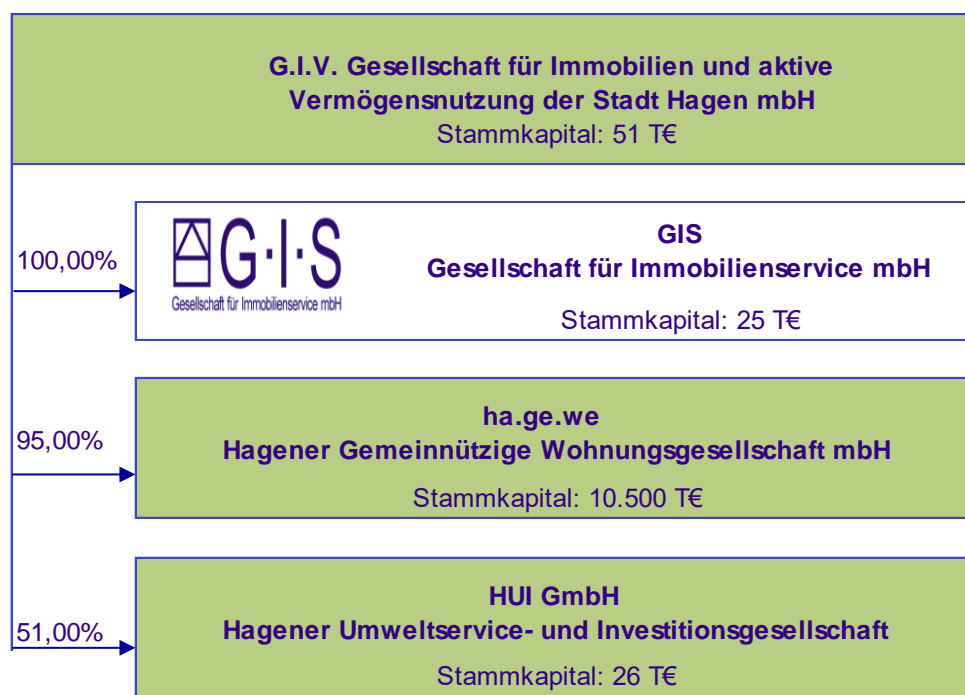 G.I.V. Gesellschaft für Immobilien und aktive
Vermögensnutzung der Stadt Hagen mbH
Stammkapital: 51 T€
100,00%
G·I·S
Gesellschaft für Immobilienservice mbH
GIS
Gesellschaft für Immobilienservice mbH
Stammkapital: 25 T€
95,00%
ha.ge.we
Hagener Gemeinnützige Wohnungsgesellschaft mbH
Stammkapital: 10.500 T€
51,00%
HUI GmbH
Hagener Umweltservice- und Investitionsgesellschaft
Stammkapital: 26 T€